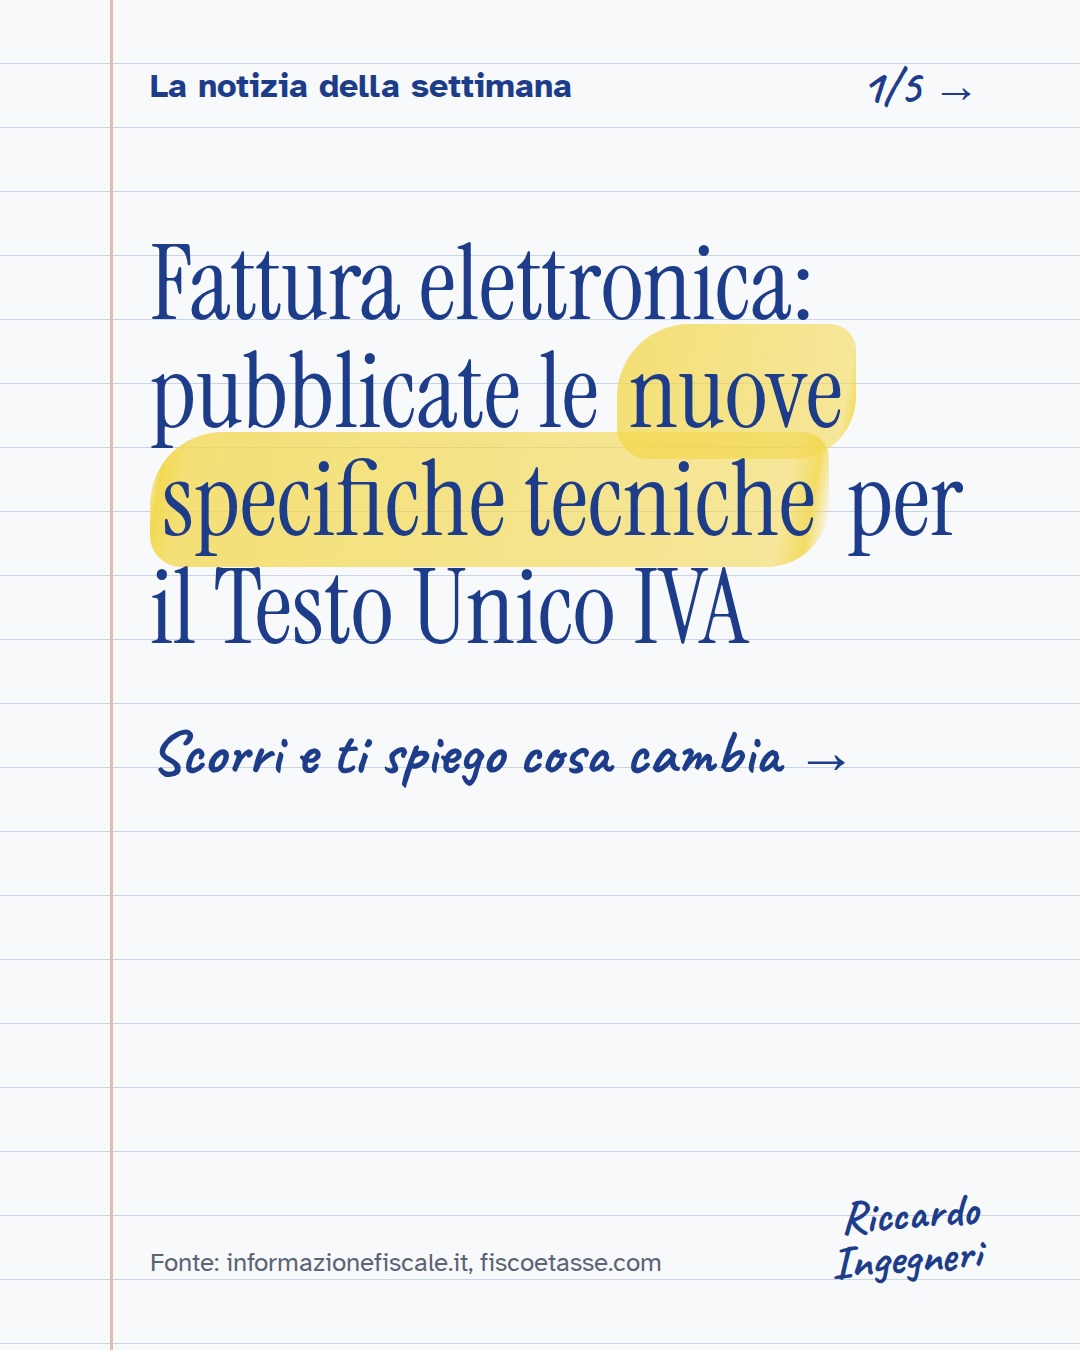 La notizia della settimana
1/5 →
Fattura elettronica:
pubblicate le nuove
specifiche tecniche per
il Testo Unico IVA
Scorri e ti spiego cosa cambia →
Riccardo
Ingegneri
Fonte: informazionefiscale.it, fiscoetasse.com